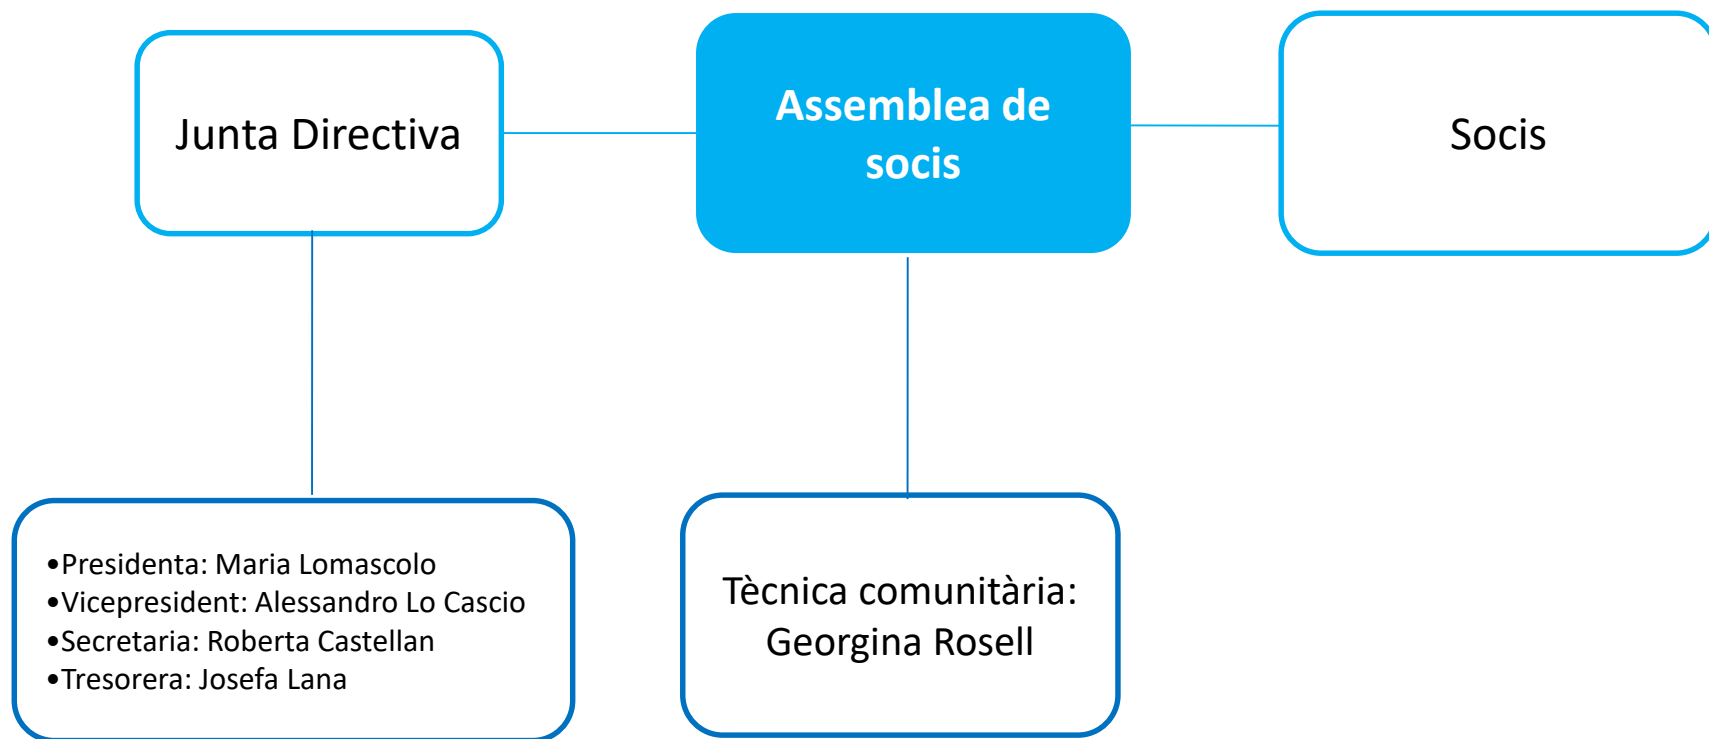 Junta Directiva
Assemblea de
socis
Socis
•Presidenta: Maria Lomascolo
•Vicepresident: Alessandro Lo Cascio
•Secretaria: Roberta Castellan
•Tresorera: Josefa Lana
Tècnica comunitària:
Georgina Rosell